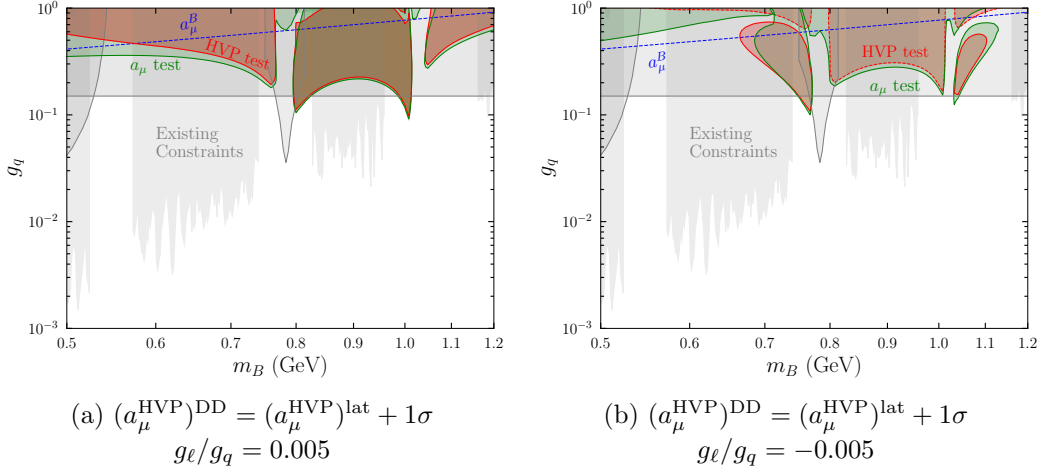 10⁰
10⁻¹
10⁻²
10⁻³
g_q
a_μ^B
HVP test
a_μ test
Existing
Constraints
0.5 0.6 0.7 0.8 0.9 1.0 1.1 1.2
m_B (GeV)
(a) (a_μ^HVP)^DD = (a_μ^HVP)^lat + 1σ
g_ℓ/g_q = 0.005
10⁰
10⁻¹
10⁻²
10⁻³
g_q
a_μ^B
HVP test
a_μ test
Existing
Constraints
0.5 0.6 0.7 0.8 0.9 1.0 1.1 1.2
m_B (GeV)
(b) (a_μ^HVP)^DD = (a_μ^HVP)^lat + 1σ
g_ℓ/g_q = −0.005